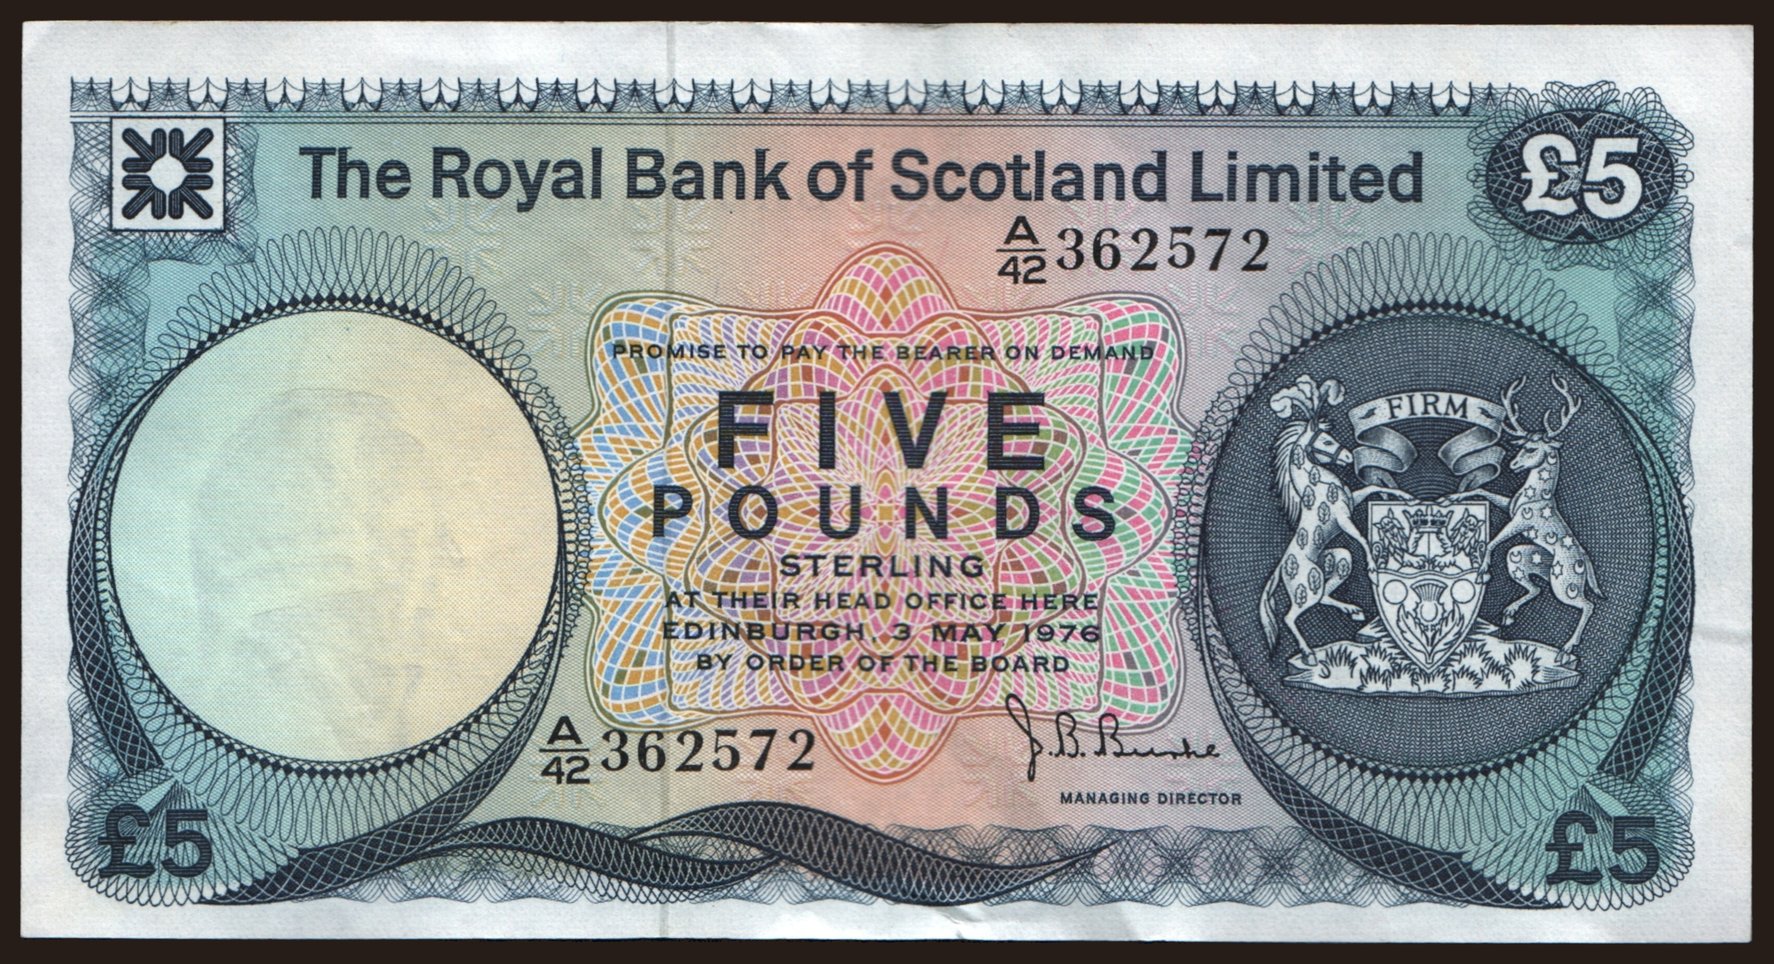 The Royal Bank of Scotland Limited
£5
A/42 362572
PROMISE TO PAY THE BEARER ON DEMAND
FIVE
POUNDS
STERLING
AT THEIR HEAD OFFICE HERE
EDINBURGH, 3 MAY 1976
BY ORDER OF THE BOARD
FIRM
A/42 362572
J. B. Burke
MANAGING DIRECTOR
£5
£5